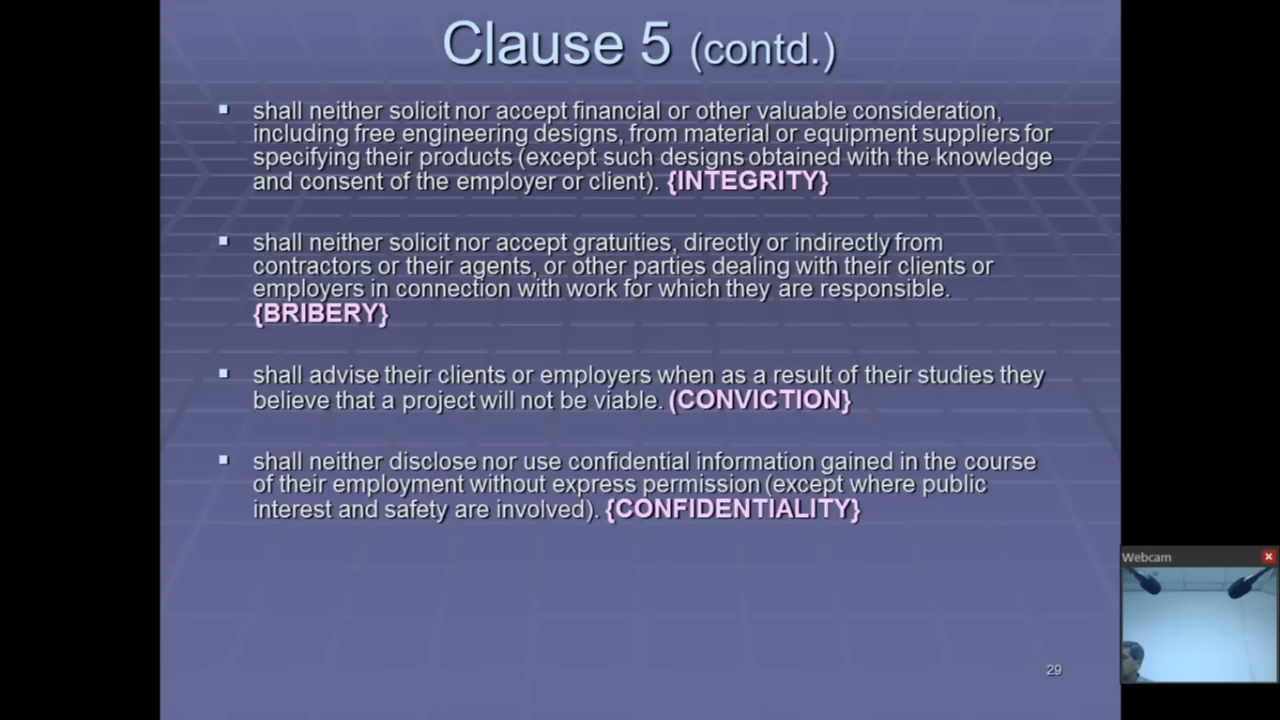 Clause 5 (contd.)
▪ shall neither solicit nor accept financial or other valuable consideration,
including free engineering designs, from material or equipment suppliers for
specifying their products (except such designs obtained with the knowledge
and consent of the employer or client). {INTEGRITY}
▪ shall neither solicit nor accept gratuities, directly or indirectly from
contractors or their agents, or other parties dealing with their clients or
employers in connection with work for which they are responsible.
{BRIBERY}
▪ shall advise their clients or employers when as a result of their studies they
believe that a project will not be viable. (CONVICTION}
▪ shall neither disclose nor use confidential information gained in the course
of their employment without express permission (except where public
interest and safety are involved). {CONFIDENTIALITY}
Webcam
29